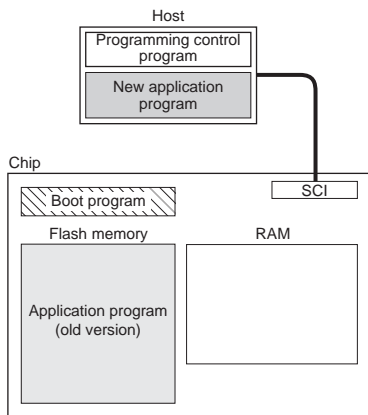 Host
Programming control
program
New application
program
Chip
SCI
Boot program
Flash memory
RAM
Application program
(old version)